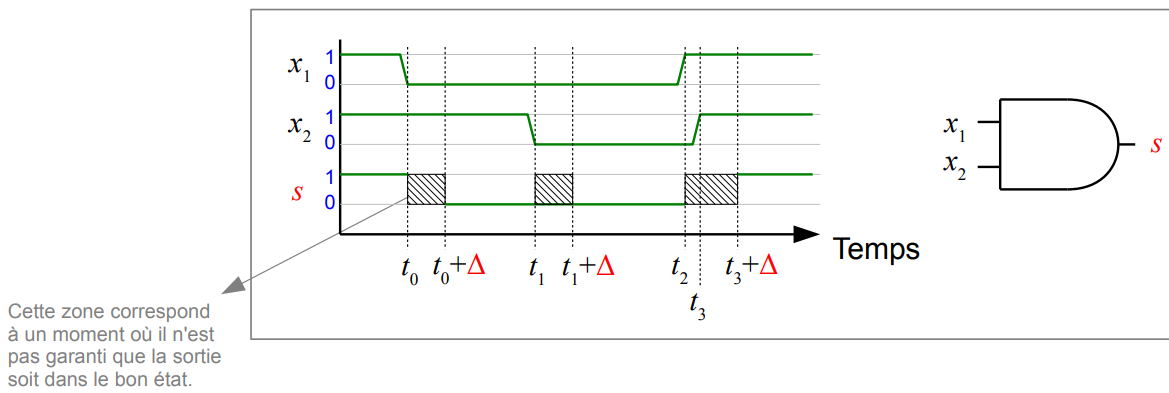 x1 1
0
x2 1
0
s 1
0
t0 t0+Δ t1 t1+Δ t2 t3+Δ
t3
Temps
x1
x2
s
Cette zone correspond
à un moment où il n'est
pas garanti que la sortie
soit dans le bon état.